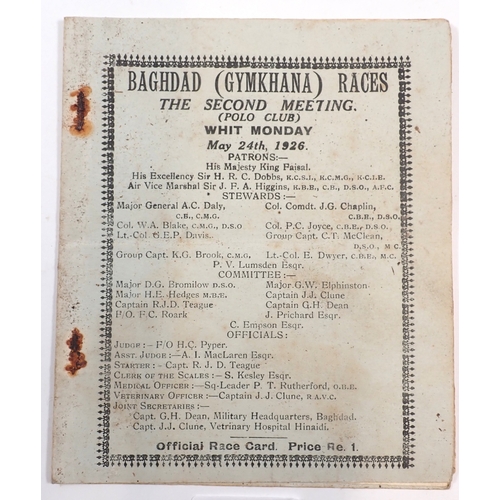 BAGHDAD (GYMKHANA) RACES
THE SECOND MEETING.
(POLO CLUB)
WHIT MONDAY
May 24th, 1926.
PATRONS:—
His Majesty King Faisal.
His Excellency Sir H. R. C. Dobbs, K.C.S.I., K.C.M.G., K.C.I.E.
Air Vice Marshal Sir J. F. A. Higgins, K.B.B., C.B., D.S.O., A.F.C.
STEWARDS:—
Major General A.C. Daly, Col. Comdt. J.G. Chaplin,
C.B., C.M.G. C.B.E., D.S.O.
Col. W.A. Blake, C.M.G., D.S.O Col. P.C. Joyce, C.B.E., D.S.O.
Lt.-Col. G.E.P. Davis. Group Capt. C.T. McClean,
D.S.O., M.C
Group Capt. K.G. Brook, C.M.G. Lt.-Col. E. Dwyer, C.B.E., M.C.
P. V. Lumsden Esqr.
COMMITTEE:—
Major D.G. Bromilow D.S.O. Major G.W. Elphinston
Major H.E. Hedges M.B.E. Captain J.J. Clune
Captain R.J.D. Teague Captain G.H. Dean
F/O. F.C. Roark J. Prichard Esqr.
C. Empson Esqr.
OFFICIALS:
JUDGE:—F/O H.C. Pyper.
ASST. JUDGE:—A. I. MacLaren Esqr.
STARTER:—Capt. R. J. D. Teague
CLERK OF THE SCALES:—S. Kesley Esqr.
MEDICAL OFFICER:—Sq-Leader P. T. Rutherford, O.B.E.
VETERINARY OFFICER:—Captain J.J. Clune, R.A.V.C.
JOINT SECRETARIES:—
Capt. G.H. Dean, Military Headquarters, Baghdad.
Capt. J.J. Clune, Vetrinary Hospital Hinaidi.
Official Race Card. Price Re. 1.